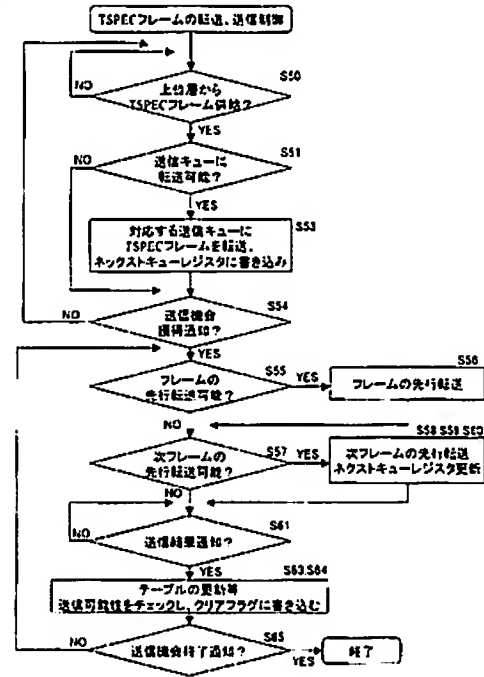 TSPECフレームの転送、送信制御
S50
上位層から
TSPECフレーム供給?
NO
YES
S51
送信キューに
転送可能?
NO
YES
S53
対応する送信キューに
TSPECフレームを転送、
ネックストキューレジスタに書き込み
S54
送信機会
獲得通知?
NO
YES
S55
フレームの
先行転送可能?
YES
S56
フレームの先行転送
NO
S57
次フレームの
先行転送可能?
YES
S58,S59,S60
次フレームの先行転送
ネクストキューレジスタ更新
NO
S61
送信結果通知?
NO
YES
S63,S64
テーブルの更新等
送信可能性をチェックし、クリアフラグに書き込む
S65
送信機会終了通知?
NO
YES
終了